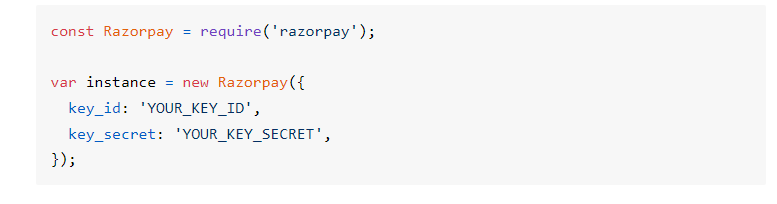 const Razorpay = require('razorpay');
var instance = new Razorpay({
key_id: 'YOUR_KEY_ID',
key_secret: 'YOUR_KEY_SECRET',
});